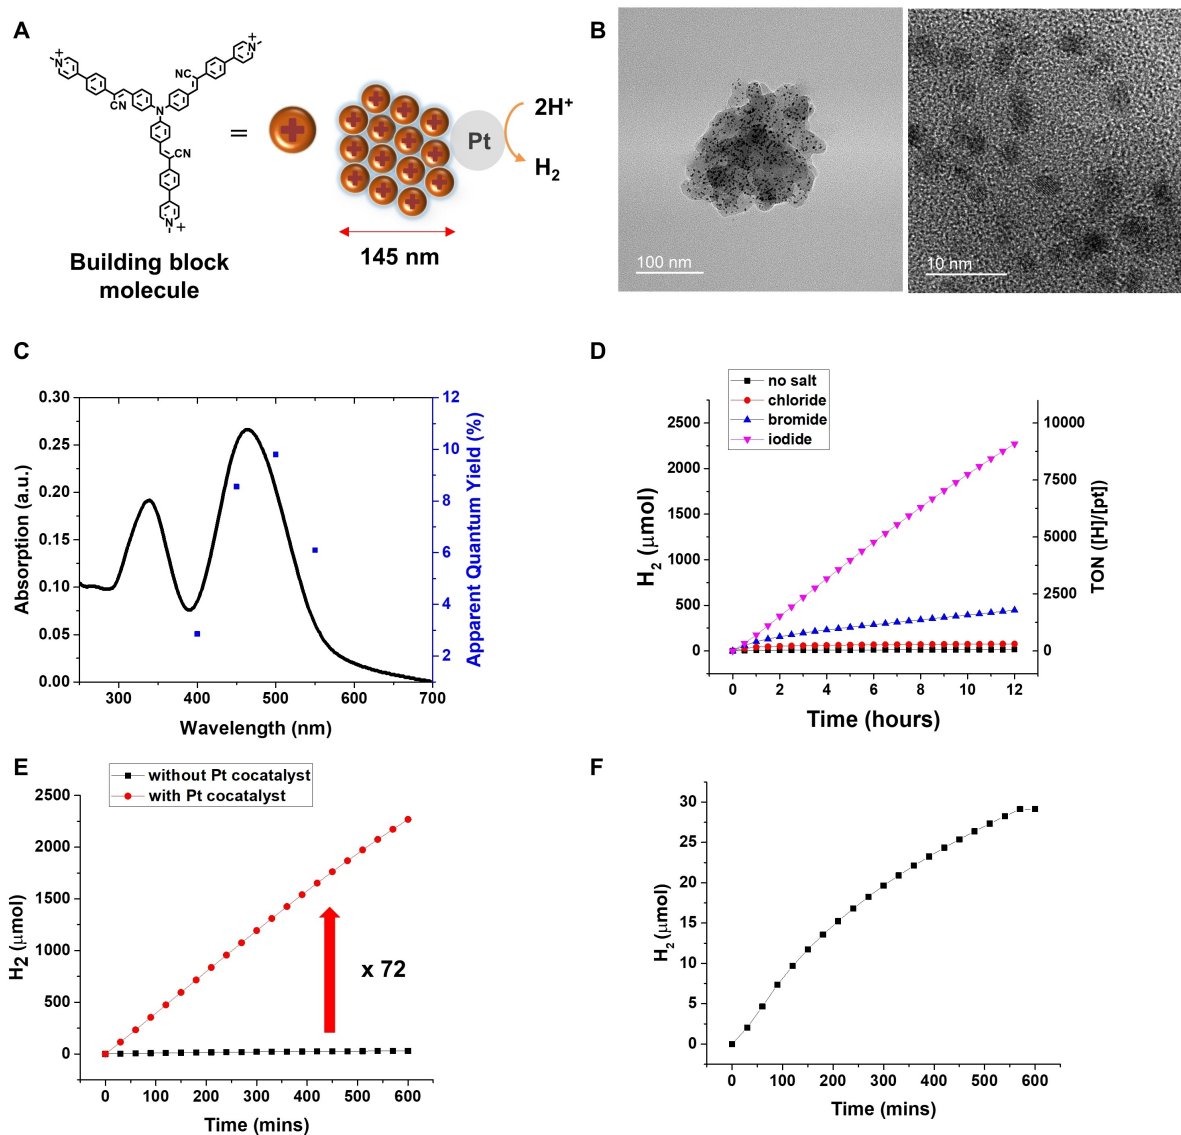 A
N
+
N
+
NC
CN
N
CN
N
+
=
Pt
2H+
H2
145 nm
Building block
molecule
B
100 nm
10 nm
C
0.30
0.25
0.20
0.15
0.10
0.05
0.00
Absorption (a.u.)
12
10
8
6
4
2
Apparent Quantum Yield (%)
300 400 500 600 700
Wavelength (nm)
D
no salt
chloride
bromide
iodide
2500
2000
1500
1000
500
0
H2 (μmol)
10000
7500
5000
2500
0
TON ([H]/[pt])
0 2 4 6 8 10 12
Time (hours)
E
without Pt cocatalyst
with Pt cocatalyst
2500
2000
1500
1000
500
0
H2 (μmol)
x 72
0 100 200 300 400 500 600
Time (mins)
F
30
25
20
15
10
5
0
H2 (μmol)
0 100 200 300 400 500 600
Time (mins)